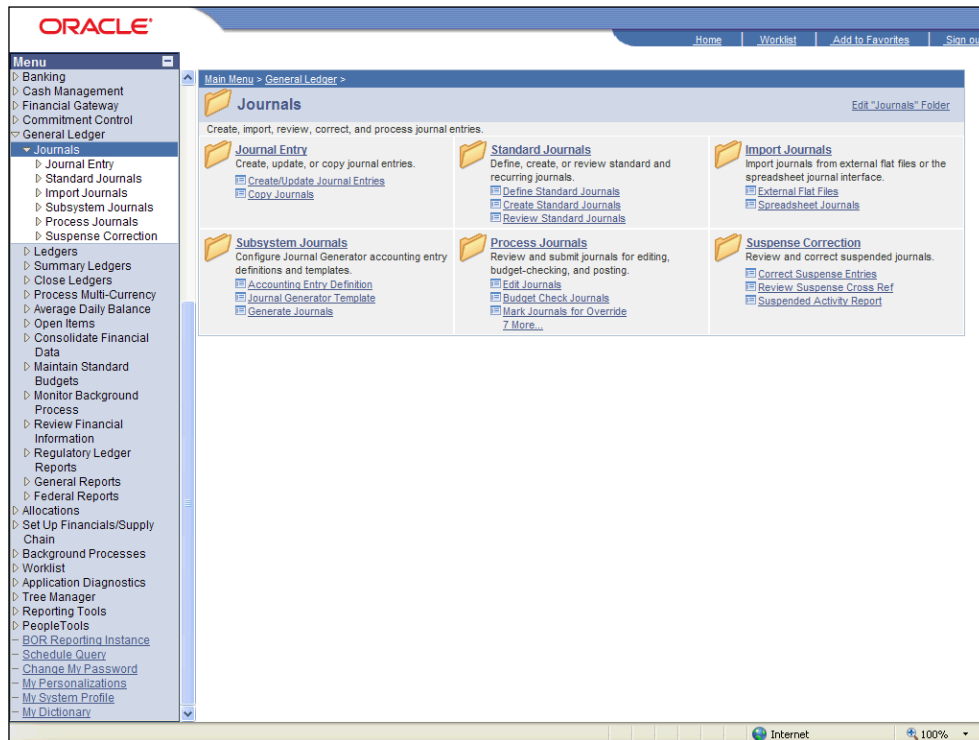 ORACLE
Home Worklist Add to Favorites Sign ou
Menu
Banking
Cash Management
Financial Gateway
Commitment Control
General Ledger
Journals
Journal Entry
Standard Journals
Import Journals
Subsystem Journals
Process Journals
Suspense Correction
Ledgers
Summary Ledgers
Close Ledgers
Process Multi-Currency
Average Daily Balance
Open Items
Consolidate Financial
Data
Maintain Standard
Budgets
Monitor Background
Process
Review Financial
Information
Regulatory Ledger
Reports
General Reports
Federal Reports
Allocations
Set Up Financials/Supply
Chain
Background Processes
Worklist
Application Diagnostics
Tree Manager
Reporting Tools
PeopleTools
BOR Reporting Instance
Schedule Query
Change My Password
My Personalizations
My System Profile
My Dictionary
Main Menu > General Ledger >
Journals
Edit "Journals" Folder
Create, import, review, correct, and process journal entries.
Journal Entry
Create, update, or copy journal entries.
Create/Update Journal Entries
Copy Journals
Standard Journals
Define, create, or review standard and
recurring journals.
Define Standard Journals
Create Standard Journals
Review Standard Journals
Import Journals
Import journals from external flat files or the
spreadsheet journal interface.
External Flat Files
Spreadsheet Journals
Subsystem Journals
Configure Journal Generator accounting entry
definitions and templates.
Accounting Entry Definition
Journal Generator Template
Generate Journals
Process Journals
Review and submit journals for editing,
budget-checking, and posting.
Edit Journals
Budget Check Journals
Mark Journals for Override
7 More...
Suspense Correction
Review and correct suspended journals.
Correct Suspense Entries
Review Suspense Cross Ref
Suspended Activity Report
Internet
100%